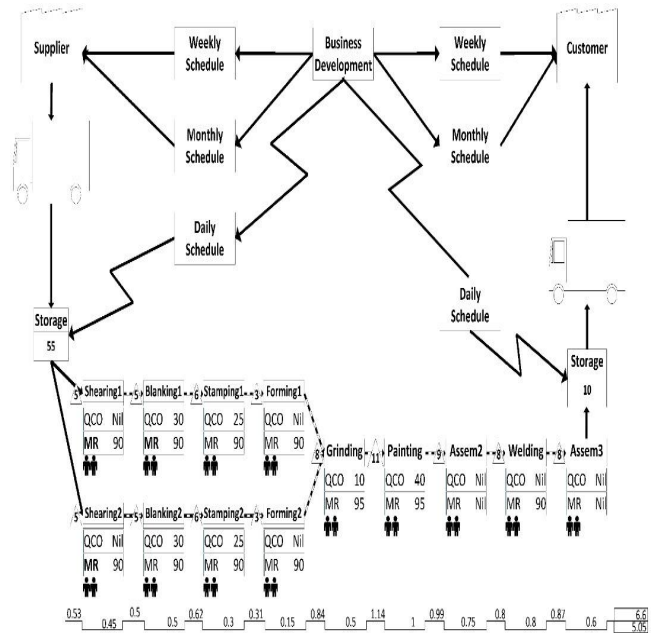 Supplier
Weekly Schedule
Business Development
Weekly Schedule
Customer
Monthly Schedule
Monthly Schedule
Daily Schedule
Daily Schedule
Storage
55
Storage
10
5 Shearing1 5 Blanking1 6 Stamping1 3 Forming1
QCO Nil QCO 30 QCO 25 QCO Nil
MR 90 MR 90 MR 90 MR 90
8 Grinding 11 Painting 9 Assem2 8 Welding 8 Assem3
QCO 10 QCO 40 QCO Nil QCO Nil QCO Nil
MR 95 MR 95 MR Nil MR 90 MR Nil
5 Shearing2 5 Blanking2 6 Stamping2 3 Forming2
QCO Nil QCO 30 QCO 25 QCO Nil
MR 90 MR 90 MR 90 MR 90
0.53 0.5 0.62 0.31 0.84 1.14 0.99 0.8 0.87 6.6
0.45 0.5 0.3 0.15 0.5 1 0.75 0.8 0.6 5.05